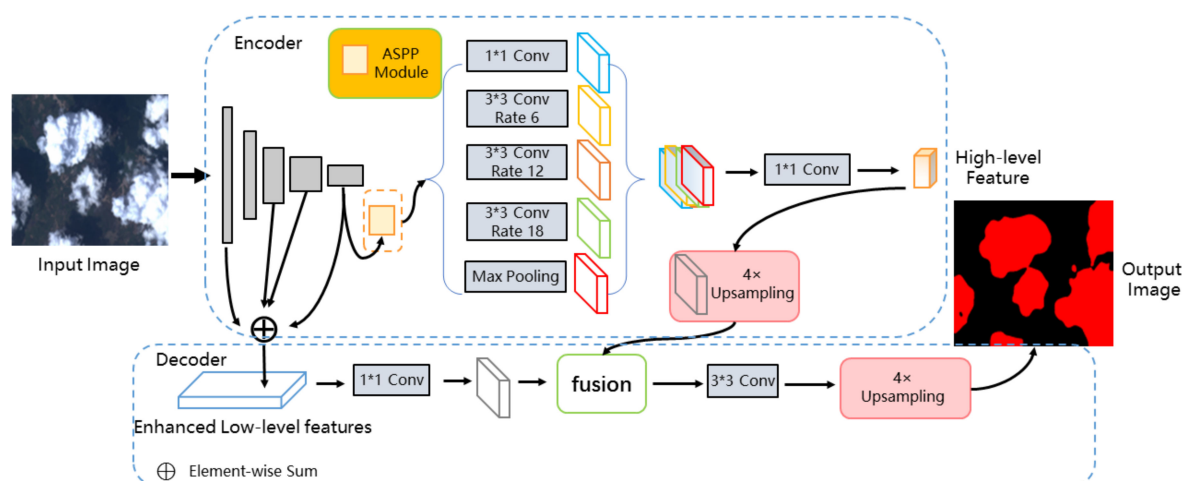 Encoder
ASPP
Module
1*1 Conv
3*3 Conv
Rate 6
3*3 Conv
Rate 12
3*3 Conv
Rate 18
Max Pooling
1*1 Conv
High-level
Feature
Input Image
4×
Upsampling
Output
Image
Decoder
1*1 Conv
fusion
3*3 Conv
4×
Upsampling
Enhanced Low-level features
Element-wise Sum